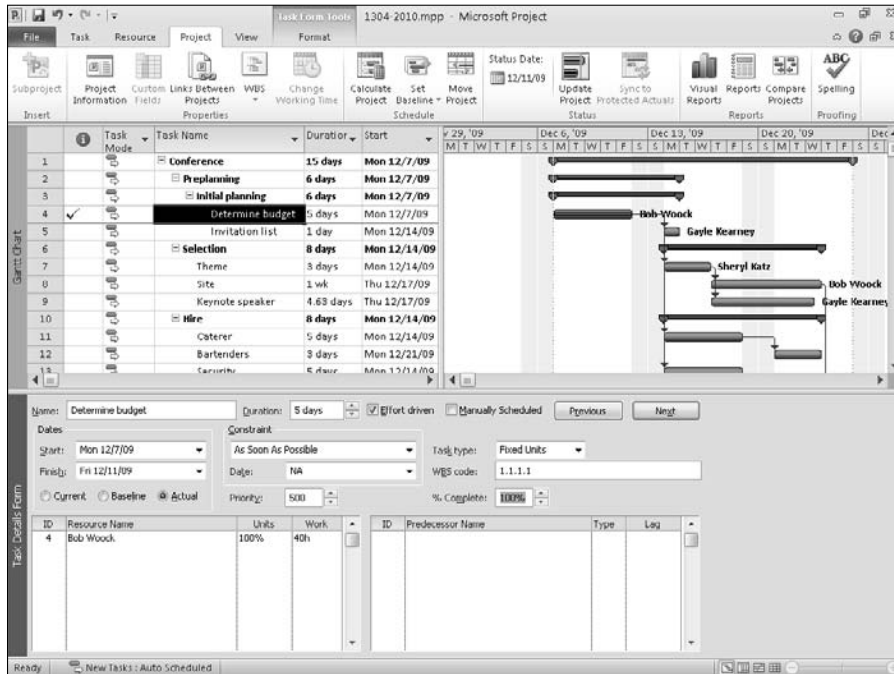 Task Form Tools 1304-2010.mpp - Microsoft Project
File Task Resource Project View Format
Subproject Project Information Custom Fields Links Between Projects WBS Change Working Time Calculate Project Set Baseline Move Project Status Date: 12/11/09 Update Project Sync to Protected Actuals Visual Reports Reports Compare Projects ABC Spelling
Insert Properties Schedule Status Reports Proofing
Task Mode Task Name Duration Start 29, '09 Dec 6, '09 Dec 13, '09 Dec 20, '09 Dec
M T W T F S S M T W T F S S M T W T F S S M T W T F S S
1 Conference 15 days Mon 12/7/09
2 Preplanning 6 days Mon 12/7/09
3 Initial planning 6 days Mon 12/7/09
4 Determine budget 5 days Mon 12/7/09 Bob Woock
5 Invitation list 1 day Mon 12/14/09 Gayle Kearney
6 Selection 8 days Mon 12/14/09
7 Theme 3 days Mon 12/14/09 Sheryl Katz
8 Site 1 wk Thu 12/17/09 Bob Woock
9 Keynote speaker 4.63 days Thu 12/17/09 Gayle Kearney
10 Hire 8 days Mon 12/14/09
11 Caterer 5 days Mon 12/14/09
12 Bartenders 3 days Mon 12/21/09
13 Security 5 days Mon 12/14/09
Gantt Chart
Name: Determine budget Duration: 5 days Effort driven Manually Scheduled Previous Next
Dates Constraint
Start: Mon 12/7/09 As Soon As Possible Task type: Fixed Units
Finish: Fri 12/11/09 Date: NA WBS code: 1.1.1.1
Current Baseline Actual Priority: 500 % Complete: 100%
ID Resource Name Units Work ID Predecessor Name Type Lag
4 Bob Woock 100% 40h
Task Details Form
Ready New Tasks : Auto Scheduled